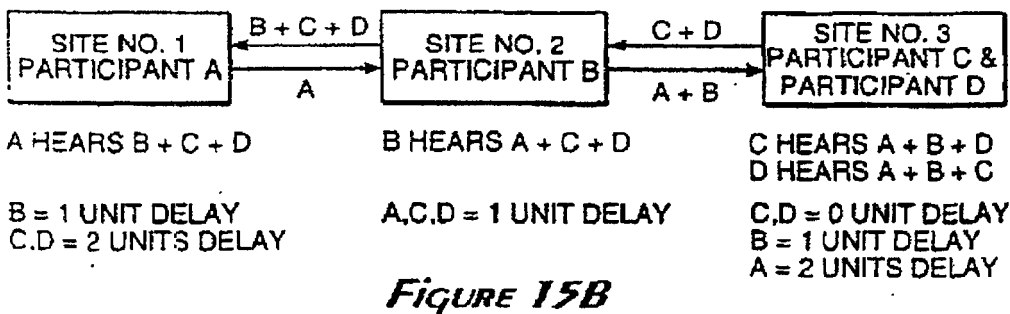 SITE NO. 1
PARTICIPANT A
B + C + D
A
SITE NO. 2
PARTICIPANT B
C + D
A + B
SITE NO. 3
PARTICIPANT C &
PARTICIPANT D
A HEARS B + C + D
B = 1 UNIT DELAY
C,D = 2 UNITS DELAY
B HEARS A + C + D
A,C,D = 1 UNIT DELAY
C HEARS A + B + D
D HEARS A + B + C
C,D = 0 UNIT DELAY
B = 1 UNIT DELAY
A = 2 UNITS DELAY
FIGURE 15B